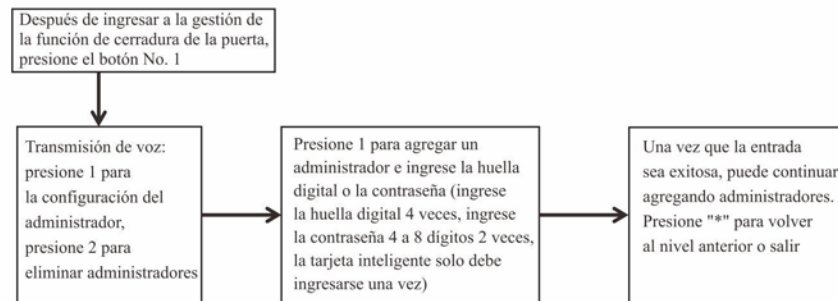 Después de ingresar a la gestión de
la función de cerradura de la puerta,
presione el botón No. 1
Transmisión de voz:
presione 1 para
la configuración del
administrador,
presione 2 para
eliminar administradores
Presione 1 para agregar un
administrador e ingrese la huella
digital o la contraseña (ingrese
la huella digital 4 veces, ingrese
la contraseña 4 a 8 dígitos 2 veces,
la tarjeta inteligente solo debe
ingresarse una vez)
Una vez que la entrada
sea exitosa, puede continuar
agregando administradores.
Presione "*" para volver
al nivel anterior o salir